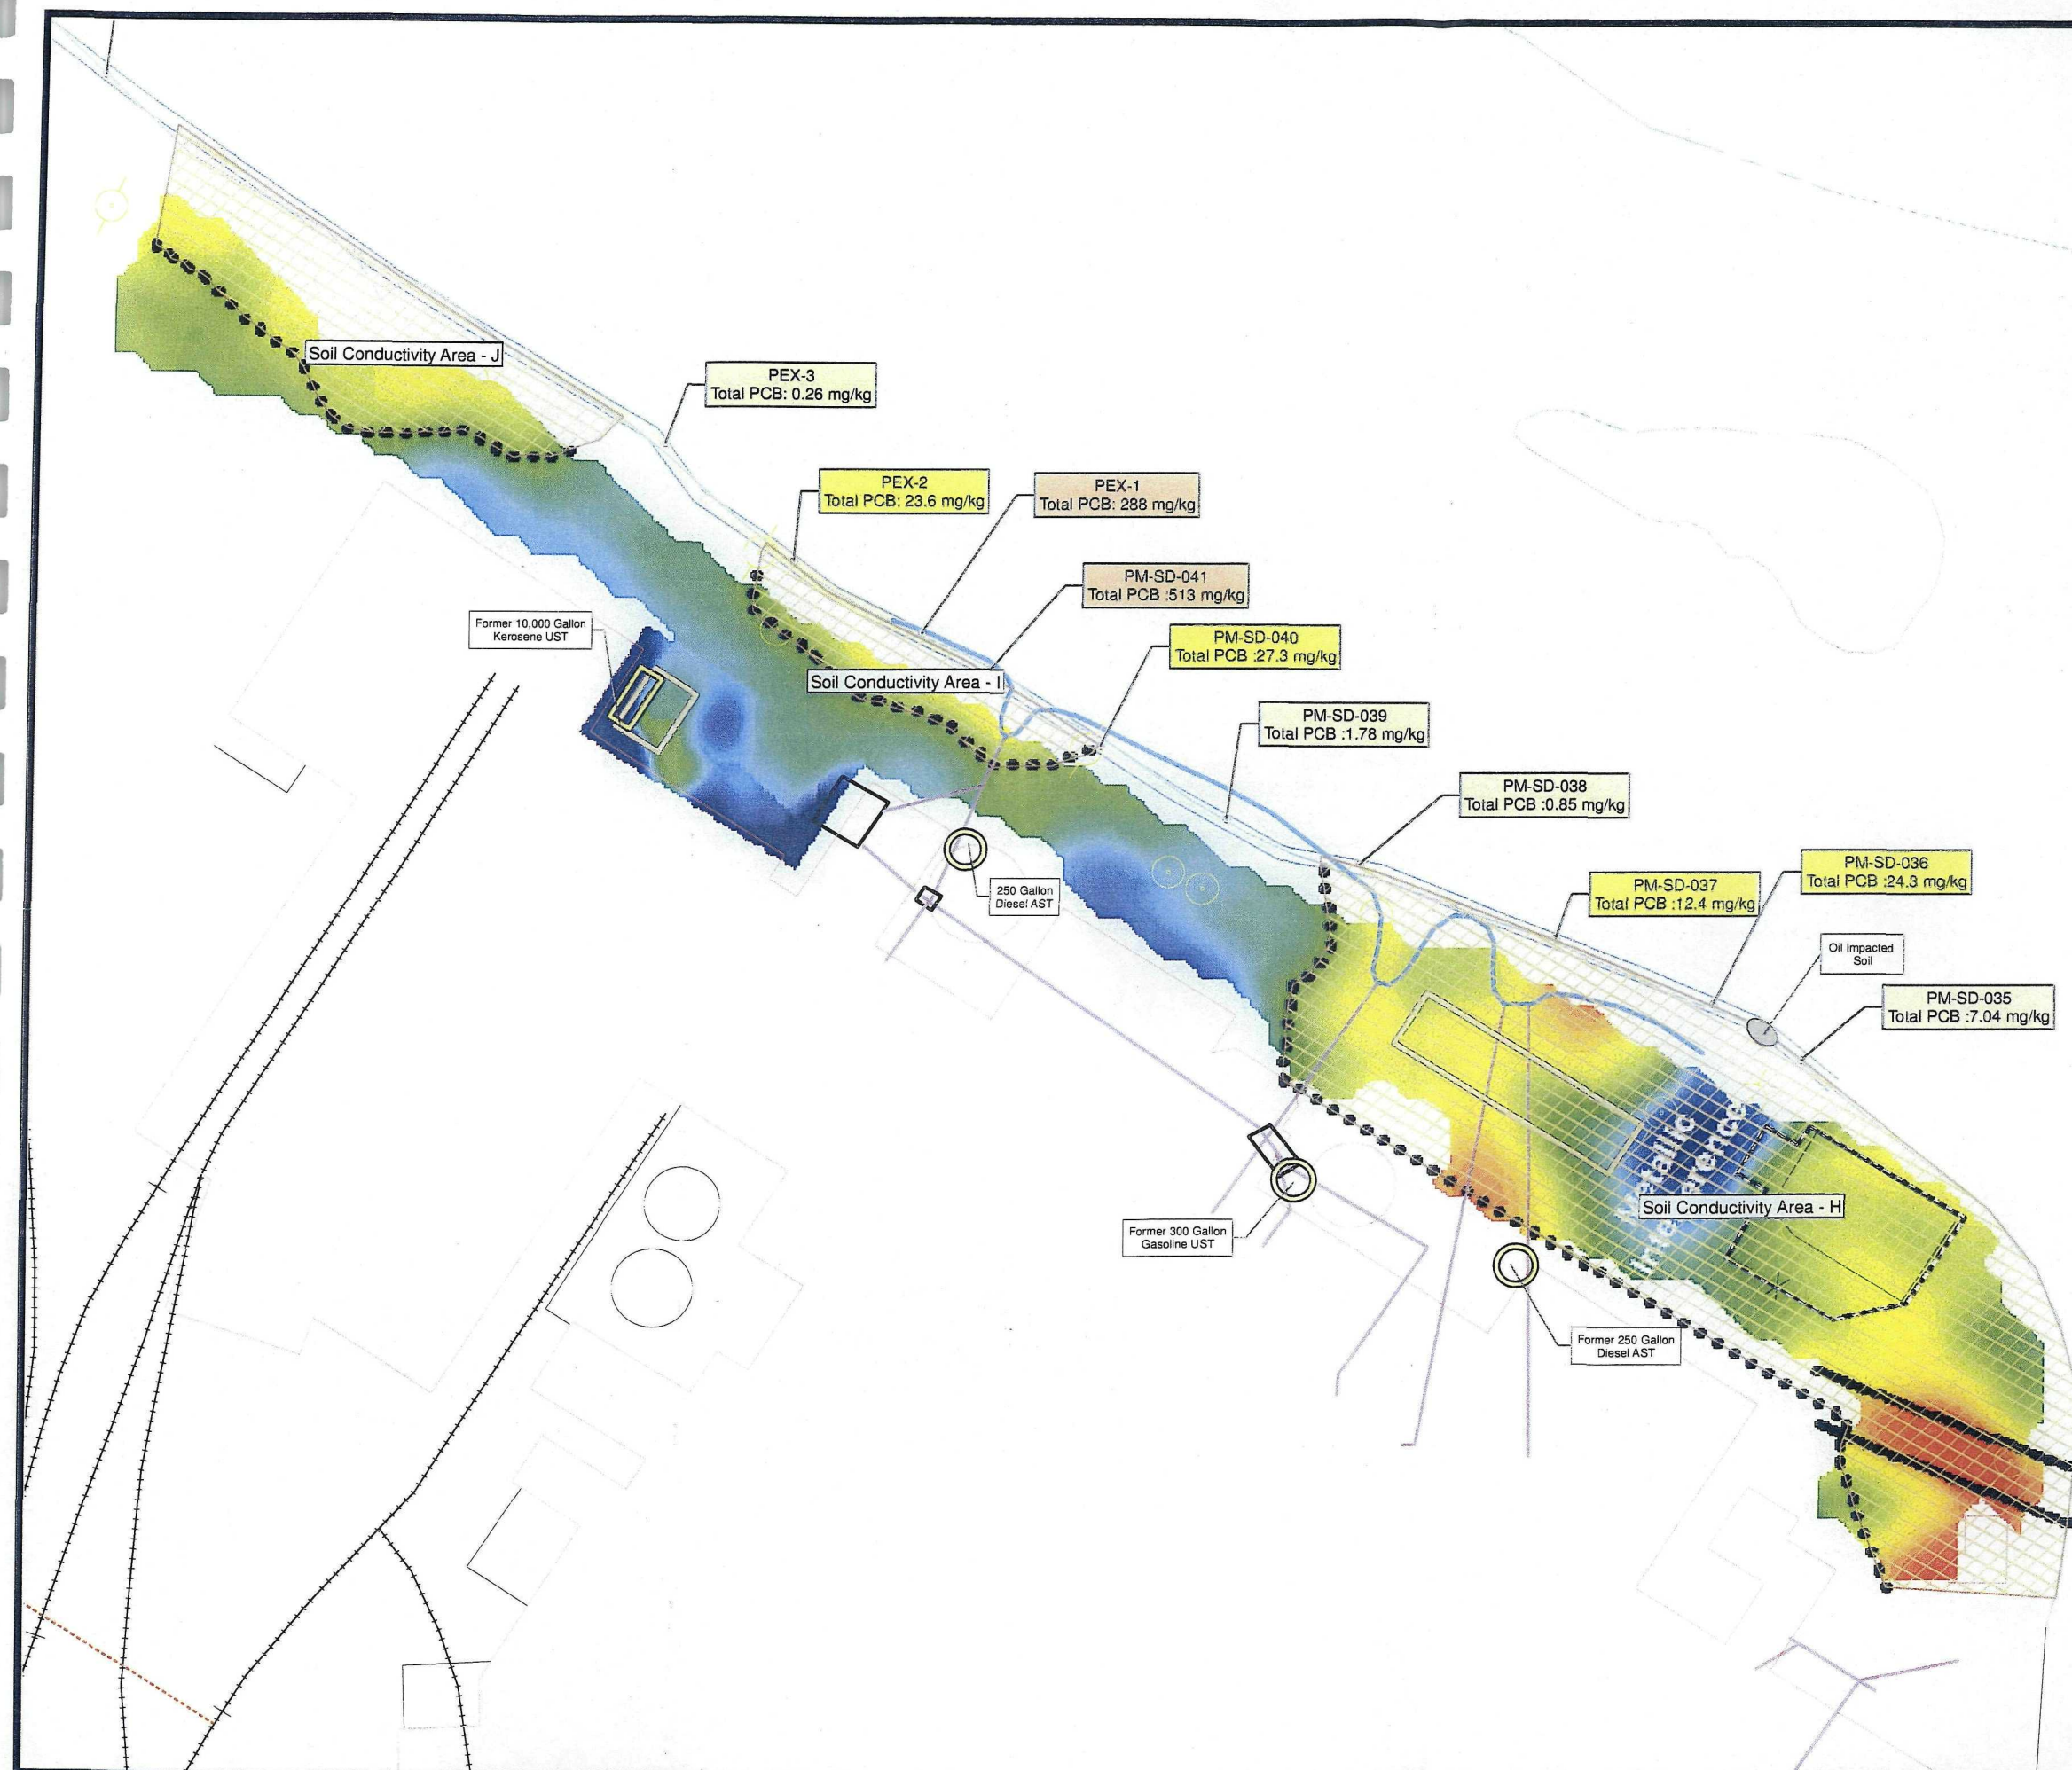 Soil Conductivity Area - J
PEX-3
Total PCB: 0.26 mg/kg
PEX-2
Total PCB: 23.6 mg/kg
PEX-1
Total PCB: 288 mg/kg
PM-SD-041
Total PCB :513 mg/kg
Former 10,000 Gallon
Kerosene UST
PM-SD-040
Total PCB :27.3 mg/kg
Soil Conductivity Area - I
PM-SD-039
Total PCB :1.78 mg/kg
PM-SD-038
Total PCB :0.85 mg/kg
PM-SD-036
Total PCB :24.3 mg/kg
PM-SD-037
Total PCB :12.4 mg/kg
250 Gallon
Diesel AST
Oil Impacted
Soil
PM-SD-035
Total PCB :7.04 mg/kg
Metallic
Interference
Soil Conductivity Area - H
Former 300 Gallon
Gasoline UST
Former 250 Gallon
Diesel AST